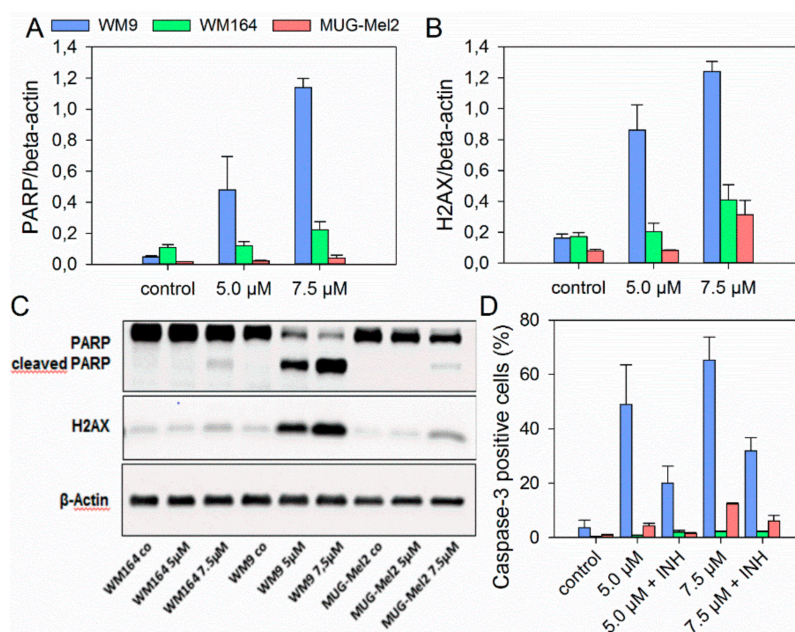 A WM9 WM164 MUG-Mel2 B
1,4
1,2
1,0
0,8
0,6
0,4
0,2
0,0
PARP/beta-actin
control 5.0 µM 7.5 µM
1,4
1,2
1,0
0,8
0,6
0,4
0,2
0,0
H2AX/beta-actin
control 5.0 µM 7.5 µM
C
PARP
cleaved PARP
H2AX
β-Actin
WM164 co
WM164 5µM
WM164 7.5µM
WM9 co
WM9 5µM
WM9 7,5µM
MUG-Mel2 co
MUG-Mel2 5µM
MUG-Mel2 7.5µM
D
80
60
40
20
0
Caspase-3 positive cells (%)
control
5.0 µM
5.0 µM + INH
7.5 µM
7.5 µM + INH